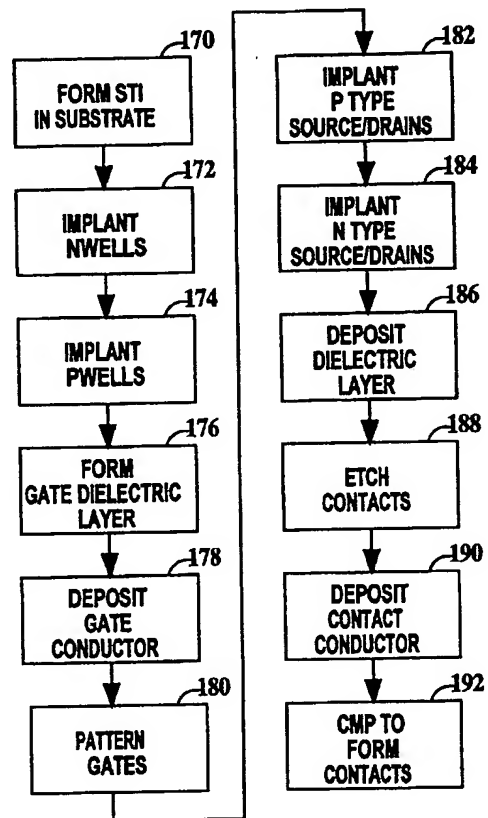 170
FORM STI
IN SUBSTRATE
172
IMPLANT
NWELLS
174
IMPLANT
PWELLS
176
FORM
GATE DIELECTRIC
LAYER
178
DEPOSIT
GATE
CONDUCTOR
180
PATTERN
GATES
182
IMPLANT
P TYPE
SOURCE/DRAINS
184
IMPLANT
N TYPE
SOURCE/DRAINS
186
DEPOSIT
DIELECTRIC
LAYER
188
ETCH
CONTACTS
190
DEPOSIT
CONTACT
CONDUCTOR
192
CMP TO
FORM
CONTACTS